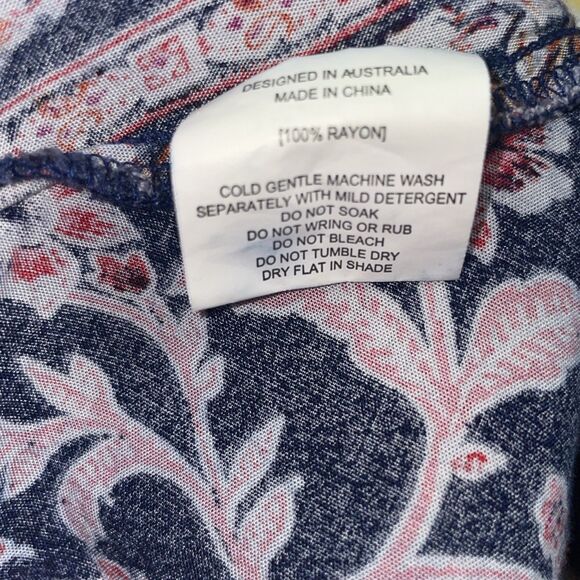 DESIGNED IN AUSTRALIA
MADE IN CHINA
[100% RAYON]
COLD GENTLE MACHINE WASH
SEPARATELY WITH MILD DETERGENT
DO NOT SOAK
DO NOT WRING OR RUB
DO NOT BLEACH
DO NOT TUMBLE DRY
DRY FLAT IN SHADE